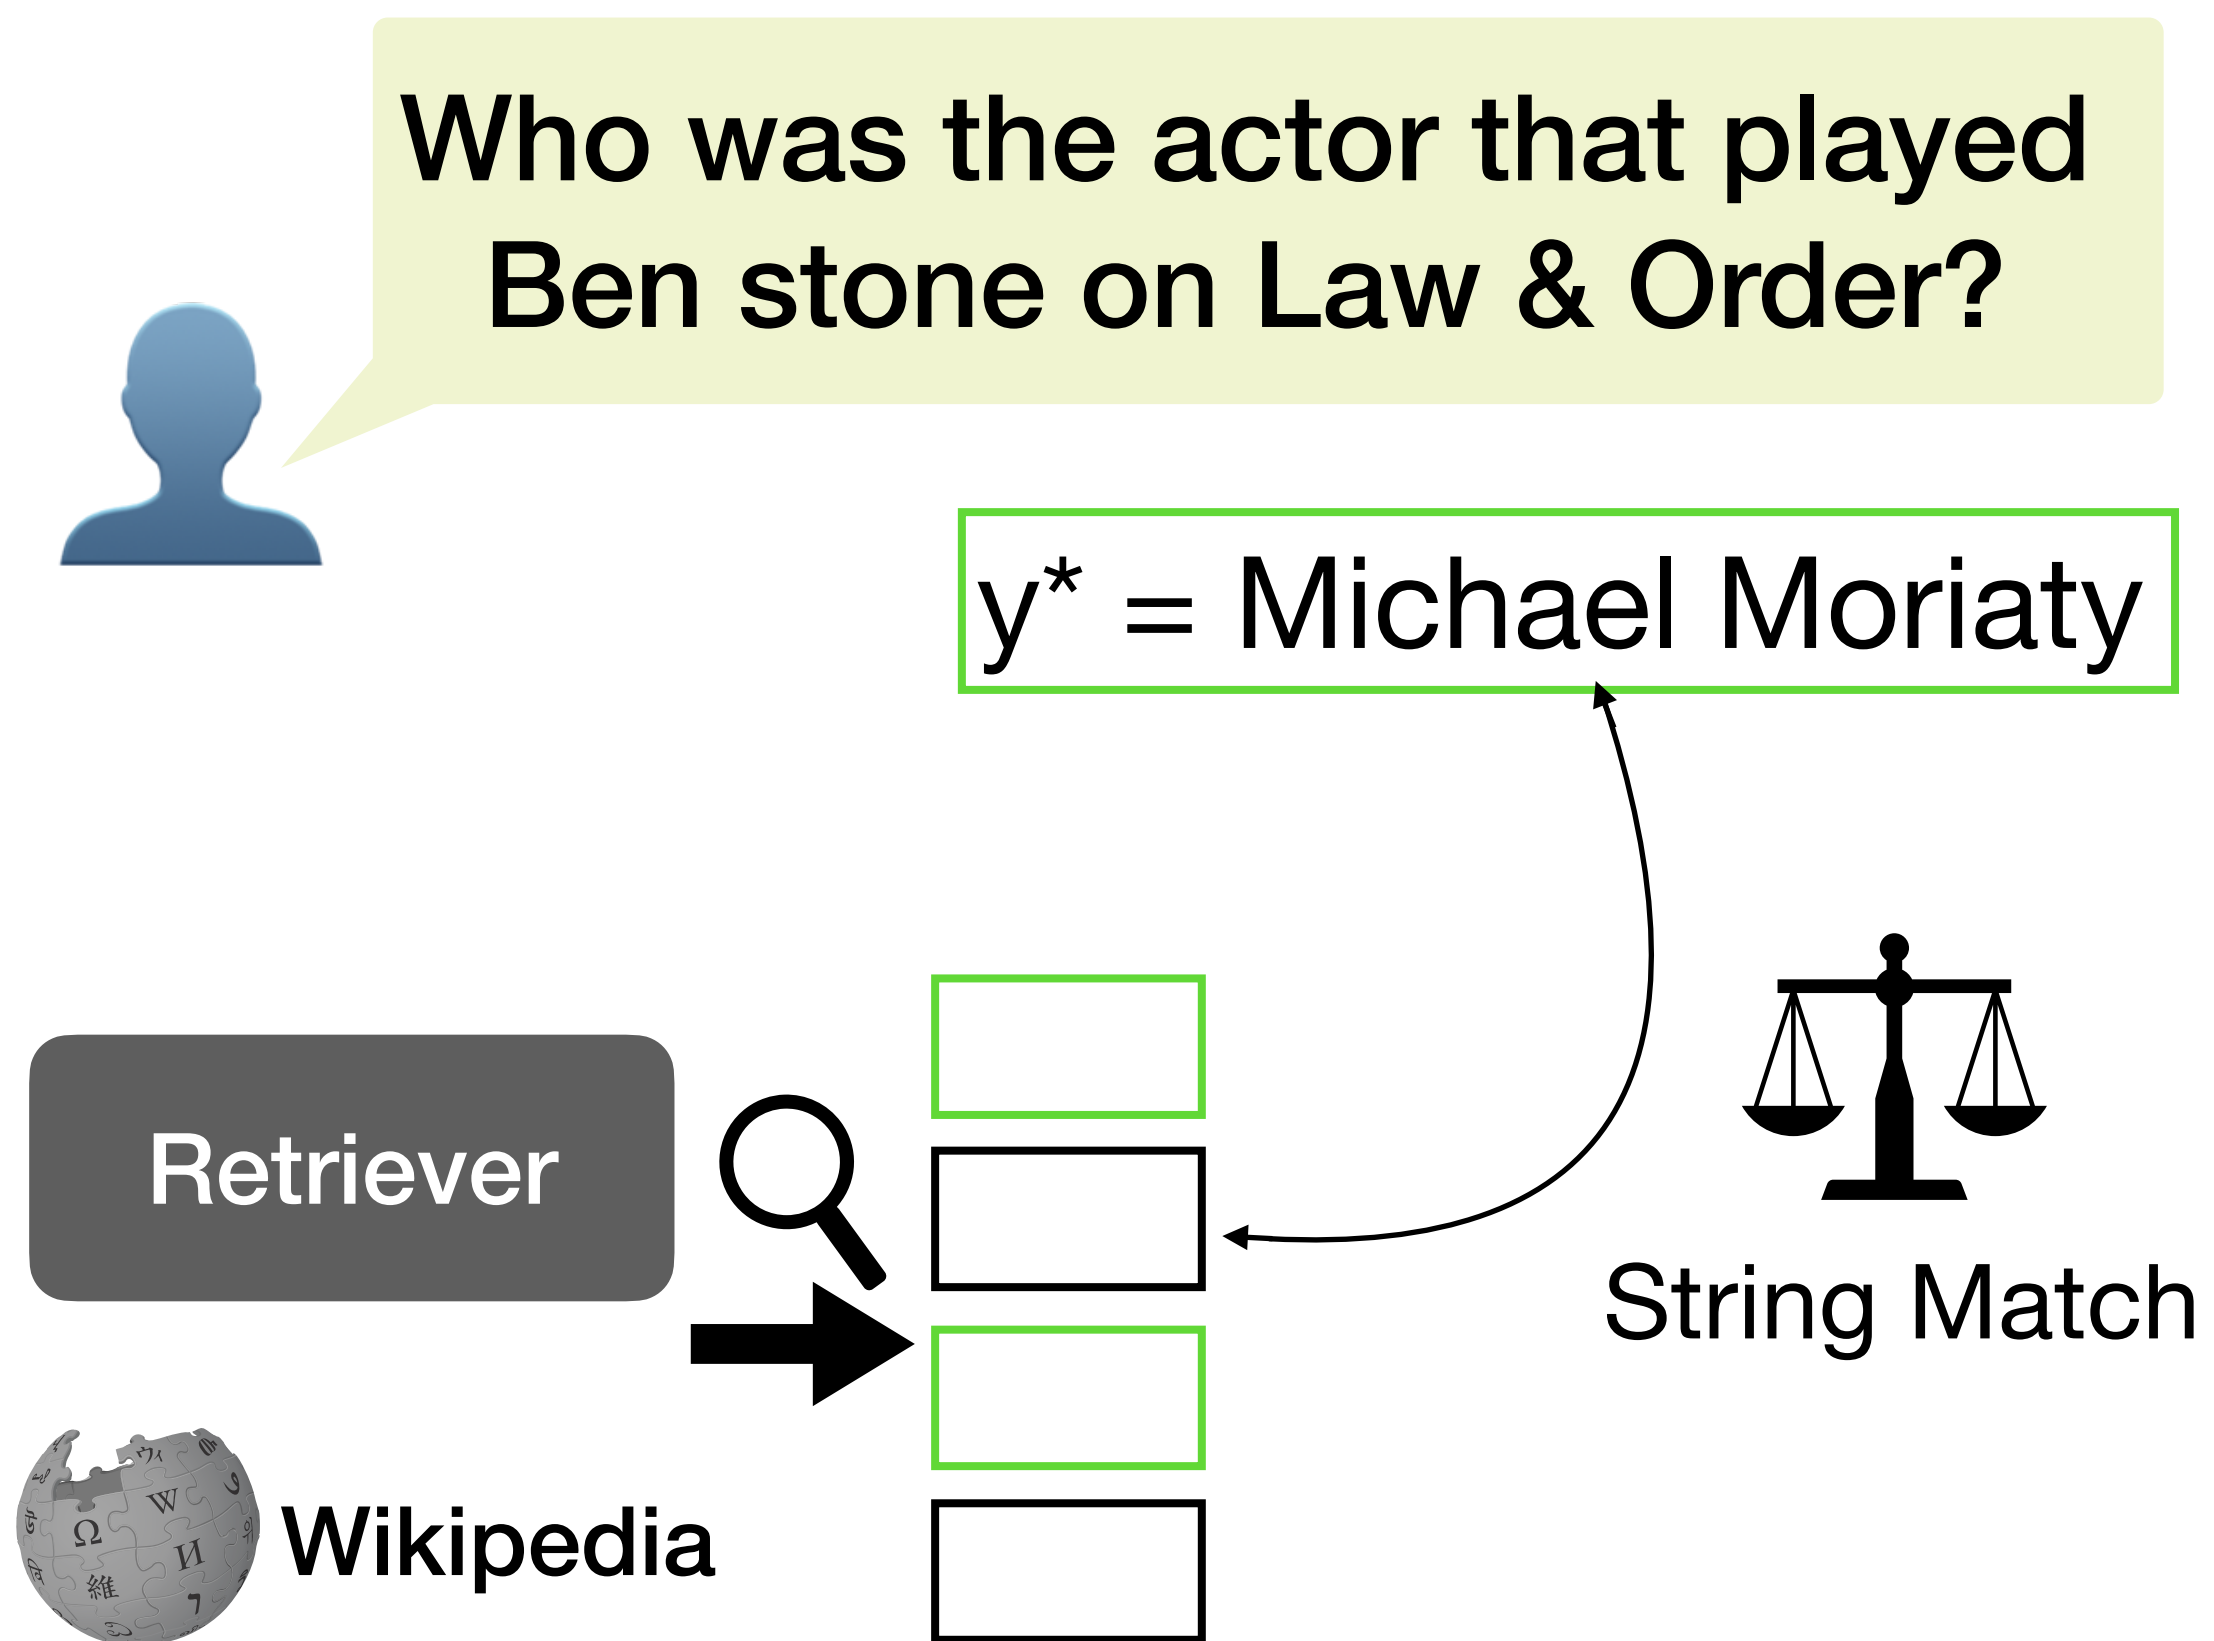 Who was the actor that played
Ben stone on Law & Order?
y* = Michael Moriaty
Retriever
String Match
Wikipedia